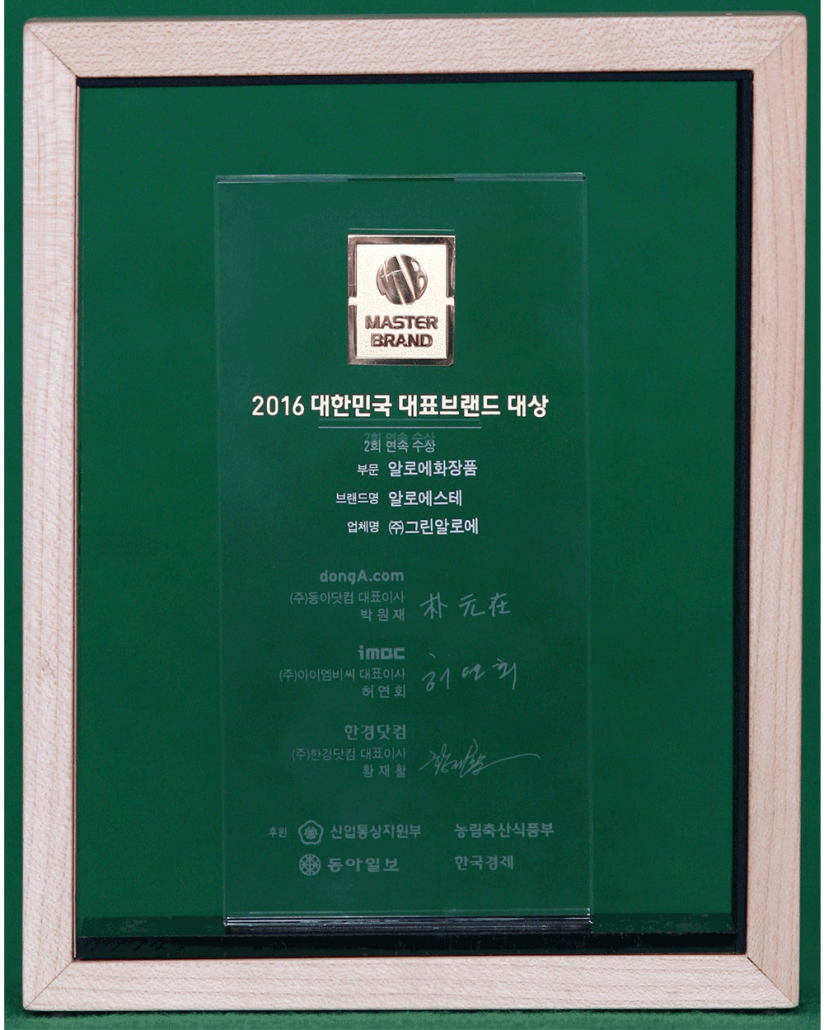 MASTER
BRAND
2016 대한민국 대표브랜드 대상
2회 연속 수상
부문 알로에화장품
브랜드명 알로에스테
업체명 ㈜그린알로에
dongA.com
(주)동아닷컴 대표이사
박원재 朴元在
iMBC
(주)아이엠비씨 대표이사
허연회 허연회
한경닷컴
(주)한경닷컴 대표이사
황재활
후원 산업통상자원부 농림축산식품부
동아일보 한국경제